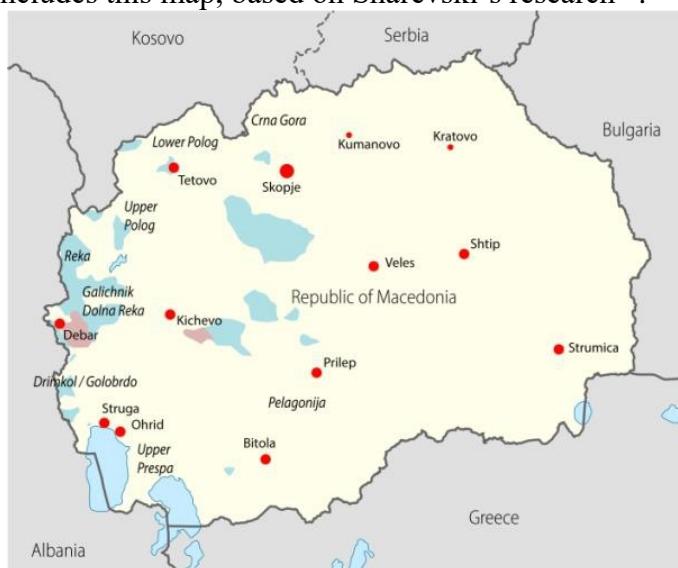 includes this map, based on Sharevski's research
Kosovo
Serbia
Crna Gora
Lower Polog
Kumanovo
Kratovo
Bulgaria
Tetovo
Skopje
Upper
Polog
Shtip
Reka
Veles
Galichnik
Dolna Reka
Republic of Macedonia
Kichevo
Debar
Strumica
Prilep
Drimkol / Golobrdo
Pelagonija
Struga
Ohrid
Bitola
Upper
Prespa
Greece
Albania